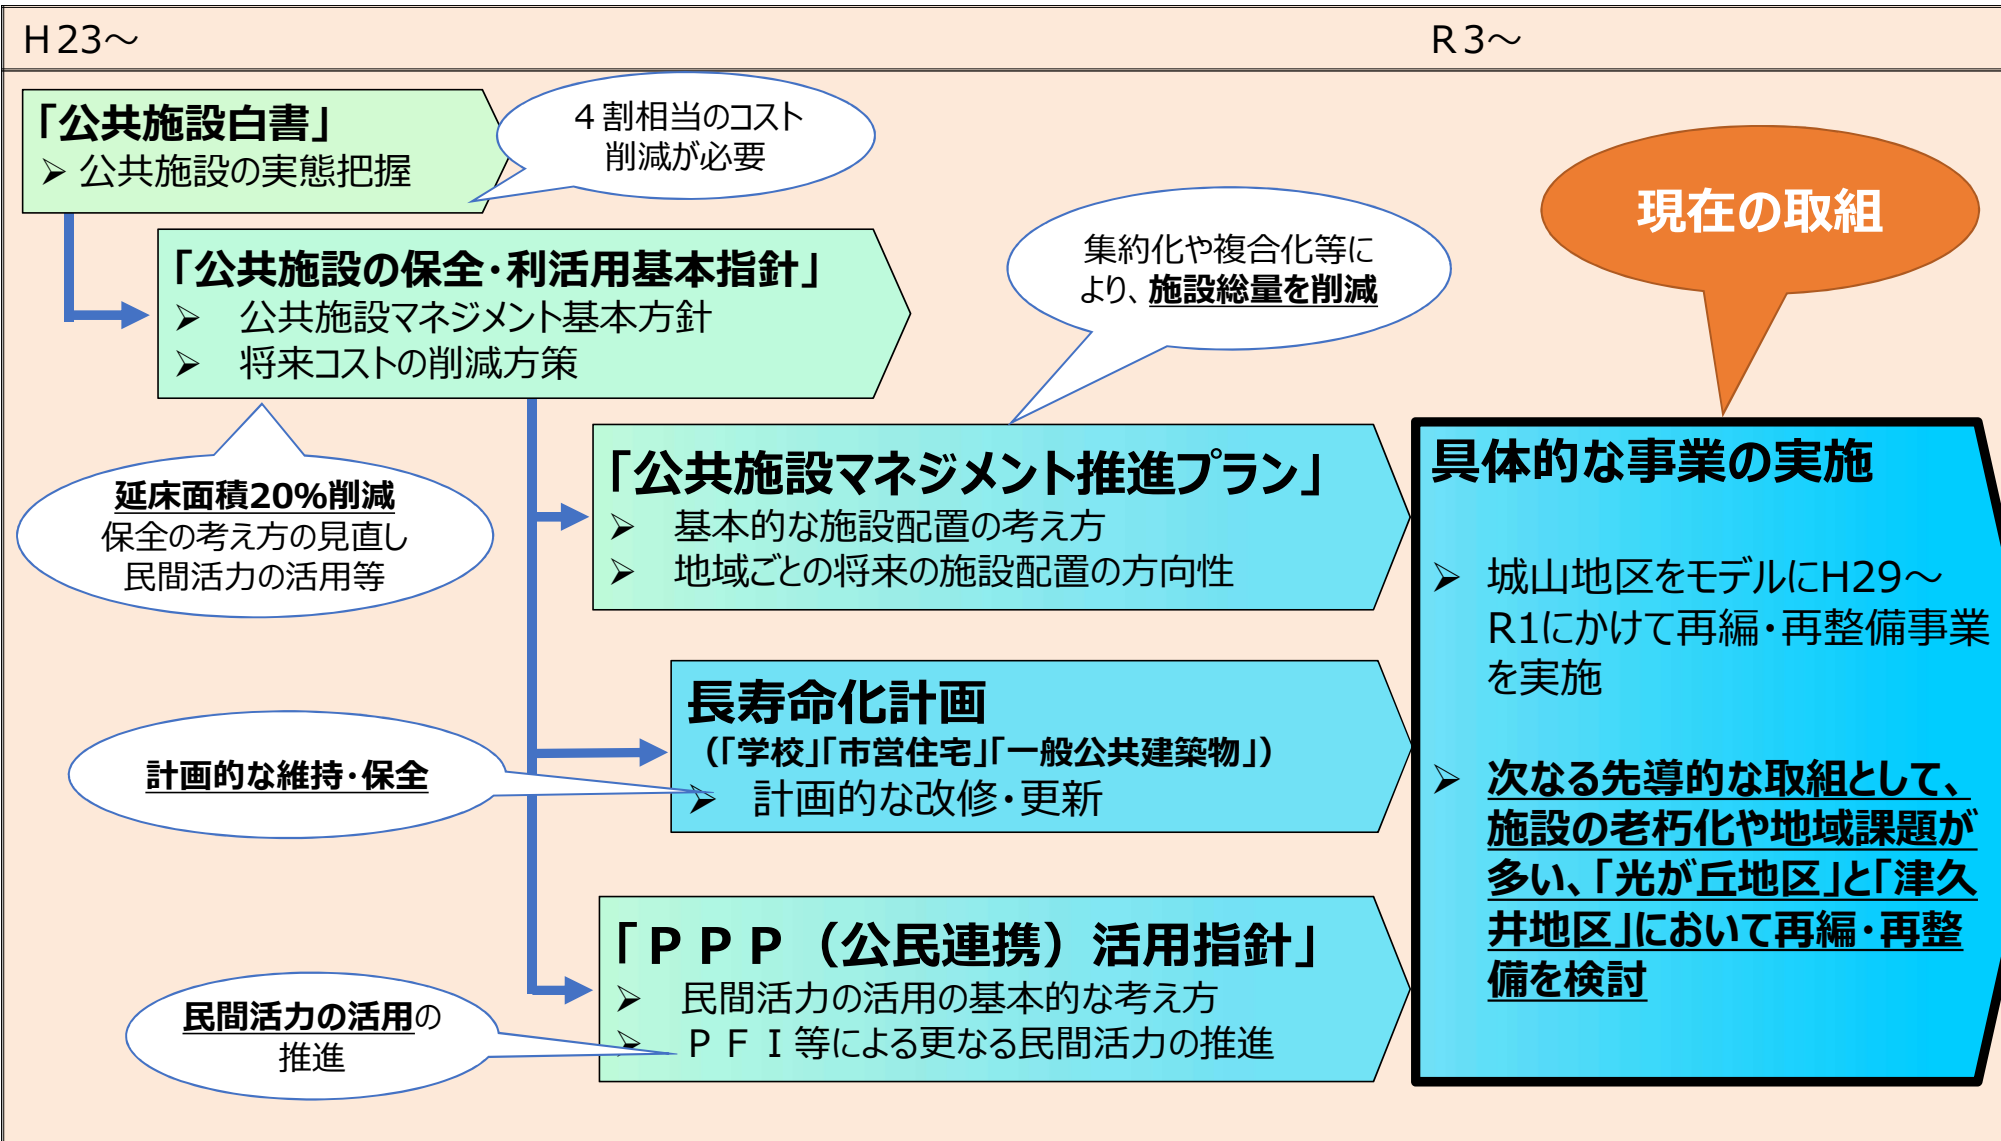 H23～
R3～
「公共施設白書」
➢ 公共施設の実態把握
４割相当のコスト
削減が必要
「公共施設の保全・利活用基本指針」
➢ 公共施設マネジメント基本方針
➢ 将来コストの削減方策
集約化や複合化等に
より、施設総量を削減
現在の取組
延床面積20%削減
保全の考え方の見直し
民間活力の活用等
「公共施設マネジメント推進プラン」
➢ 基本的な施設配置の考え方
➢ 地域ごとの将来の施設配置の方向性
長寿命化計画
（「学校」「市営住宅」「一般公共建築物」）
➢ 計画的な改修・更新
計画的な維持・保全
「ＰＰＰ（公民連携）活用指針」
➢ 民間活力の活用の基本的な考え方
➢ ＰＦＩ等による更なる民間活力の推進
民間活力の活用の
推進
具体的な事業の実施
➢ 城山地区をモデルにH29～
R1にかけて再編・再整備事業
を実施
➢ 次なる先導的な取組として、
施設の老朽化や地域課題が
多い、「光が丘地区」と「津久
井地区」において再編・再整
備を検討